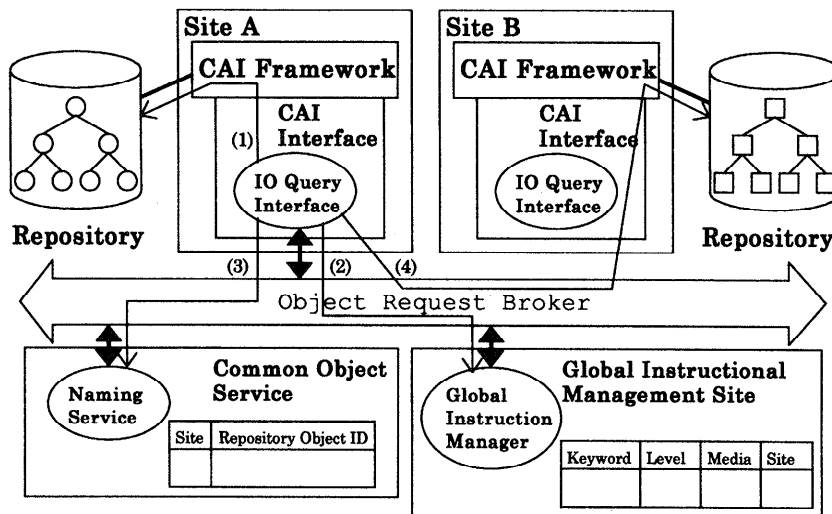 Site A
CAI Framework
CAI
Interface
(1)
IO Query
Interface
Repository
Site B
CAI Framework
CAI
Interface
IO Query
Interface
Repository
(3)
(2)
(4)
Object Request Broker
Common Object
Service
Naming
Service
Site
Repository Object ID
Global Instructional
Management Site
Global
Instruction
Manager
Keyword
Level
Media
Site